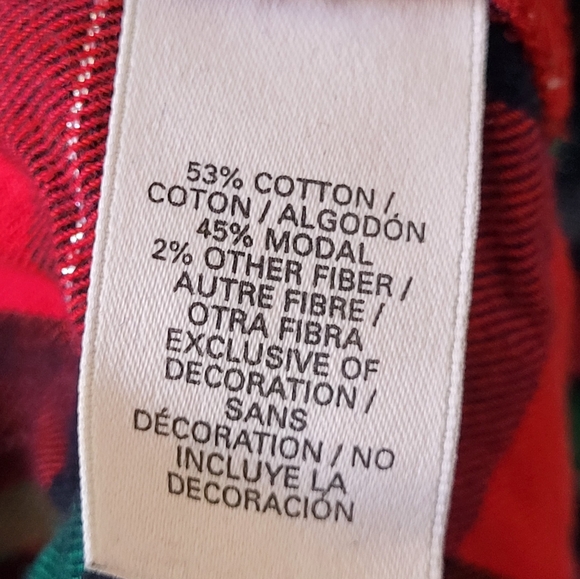 53% COTTON /
COTON / ALGODÓN
45% MODAL
2% OTHER FIBER /
AUTRE FIBRE /
OTRA FIBRA
EXCLUSIVE OF
DECORATION /
SANS
DÉCORATION / NO
INCLUYE LA
DECORACIÓN